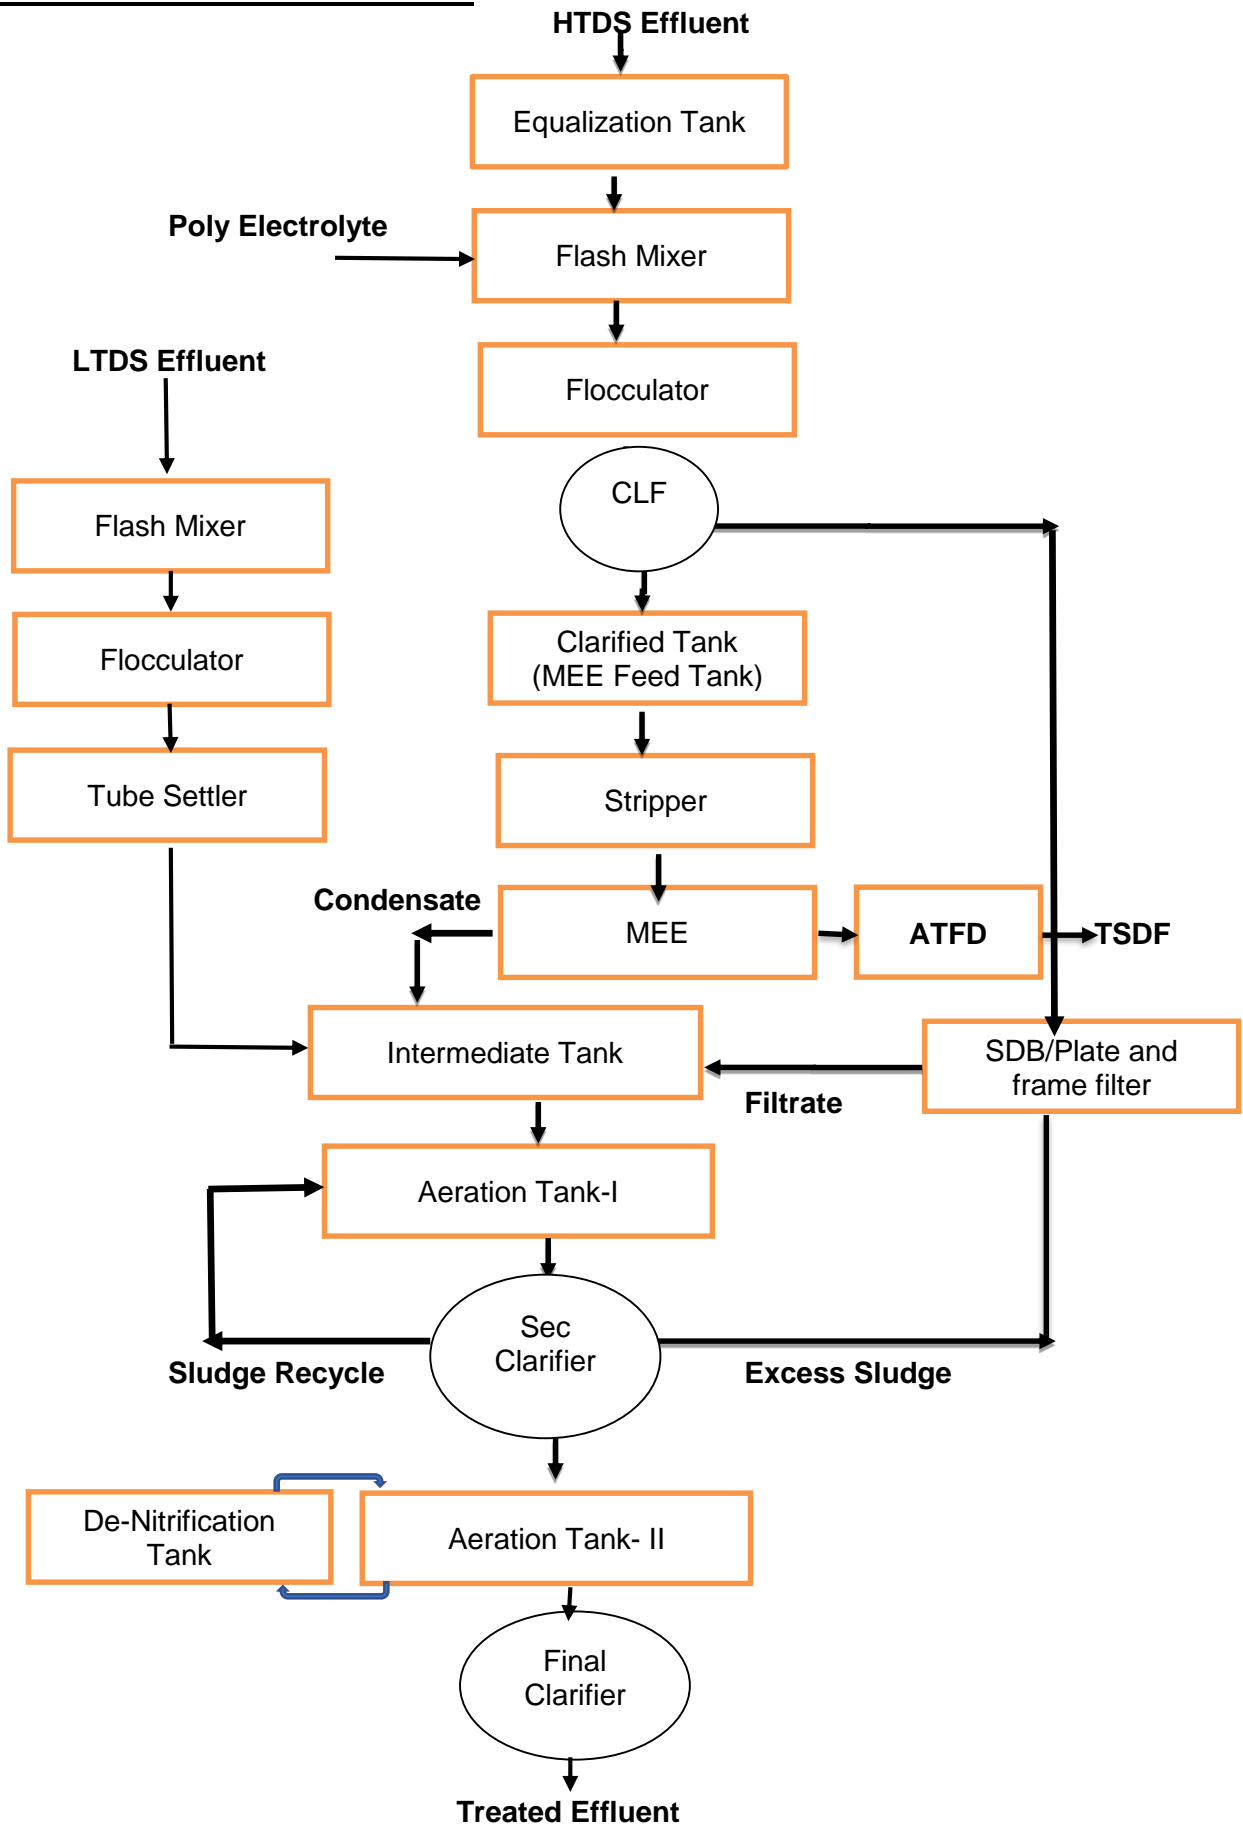 HTDS Effluent
Equalization Tank
Poly Electrolyte
Flash Mixer
LTDS Effluent
Flocculator
CLF
Flash Mixer
Clarified Tank
(MEE Feed Tank)
Flocculator
Tube Settler
Stripper
Condensate
MEE
ATFD
TSDF
Intermediate Tank
SDB/Plate and
frame filter
Filtrate
Aeration Tank-I
Sec
Clarifier
Sludge Recycle
Excess Sludge
De-Nitrification
Tank
Aeration Tank- II
Final
Clarifier
Treated Effluent